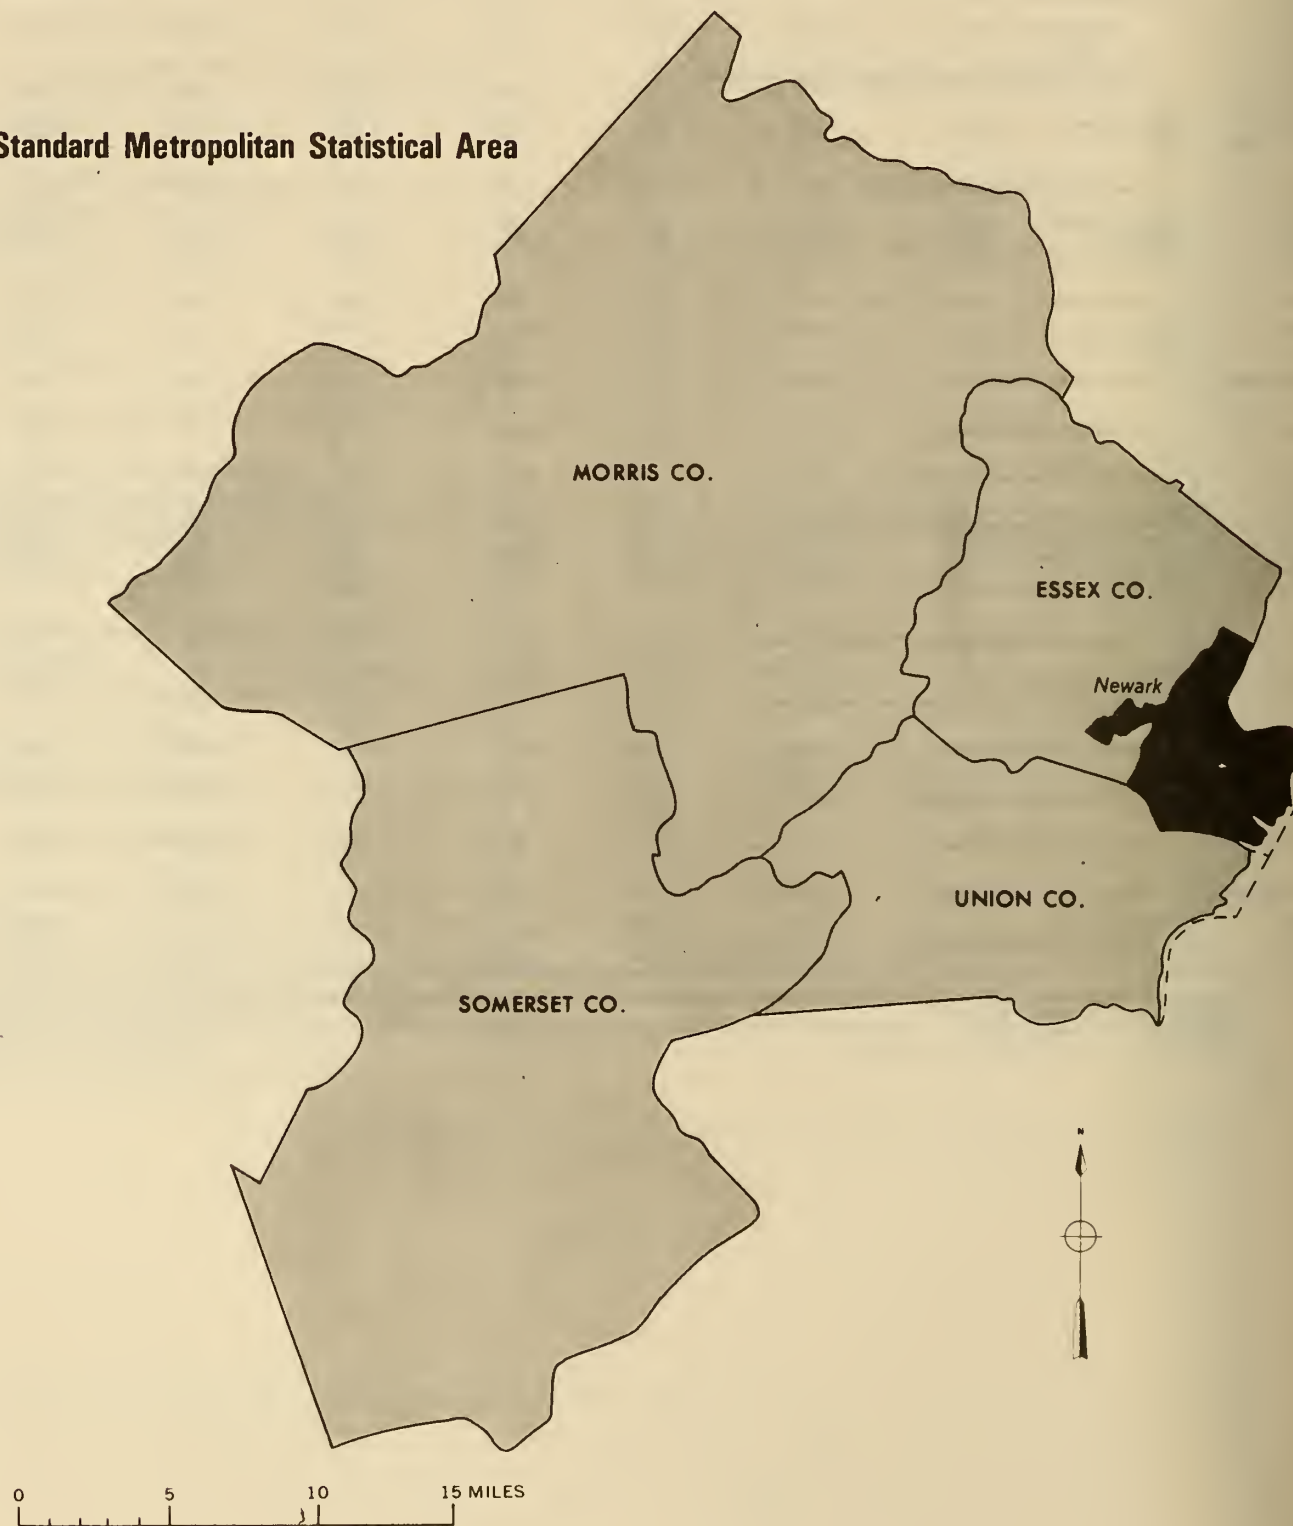 Standard Metropolitan Statistical Area
MORRIS CO.
ESSEX CO.
Newark
UNION CO.
SOMERSET CO.
N
0 5 10 15 MILES